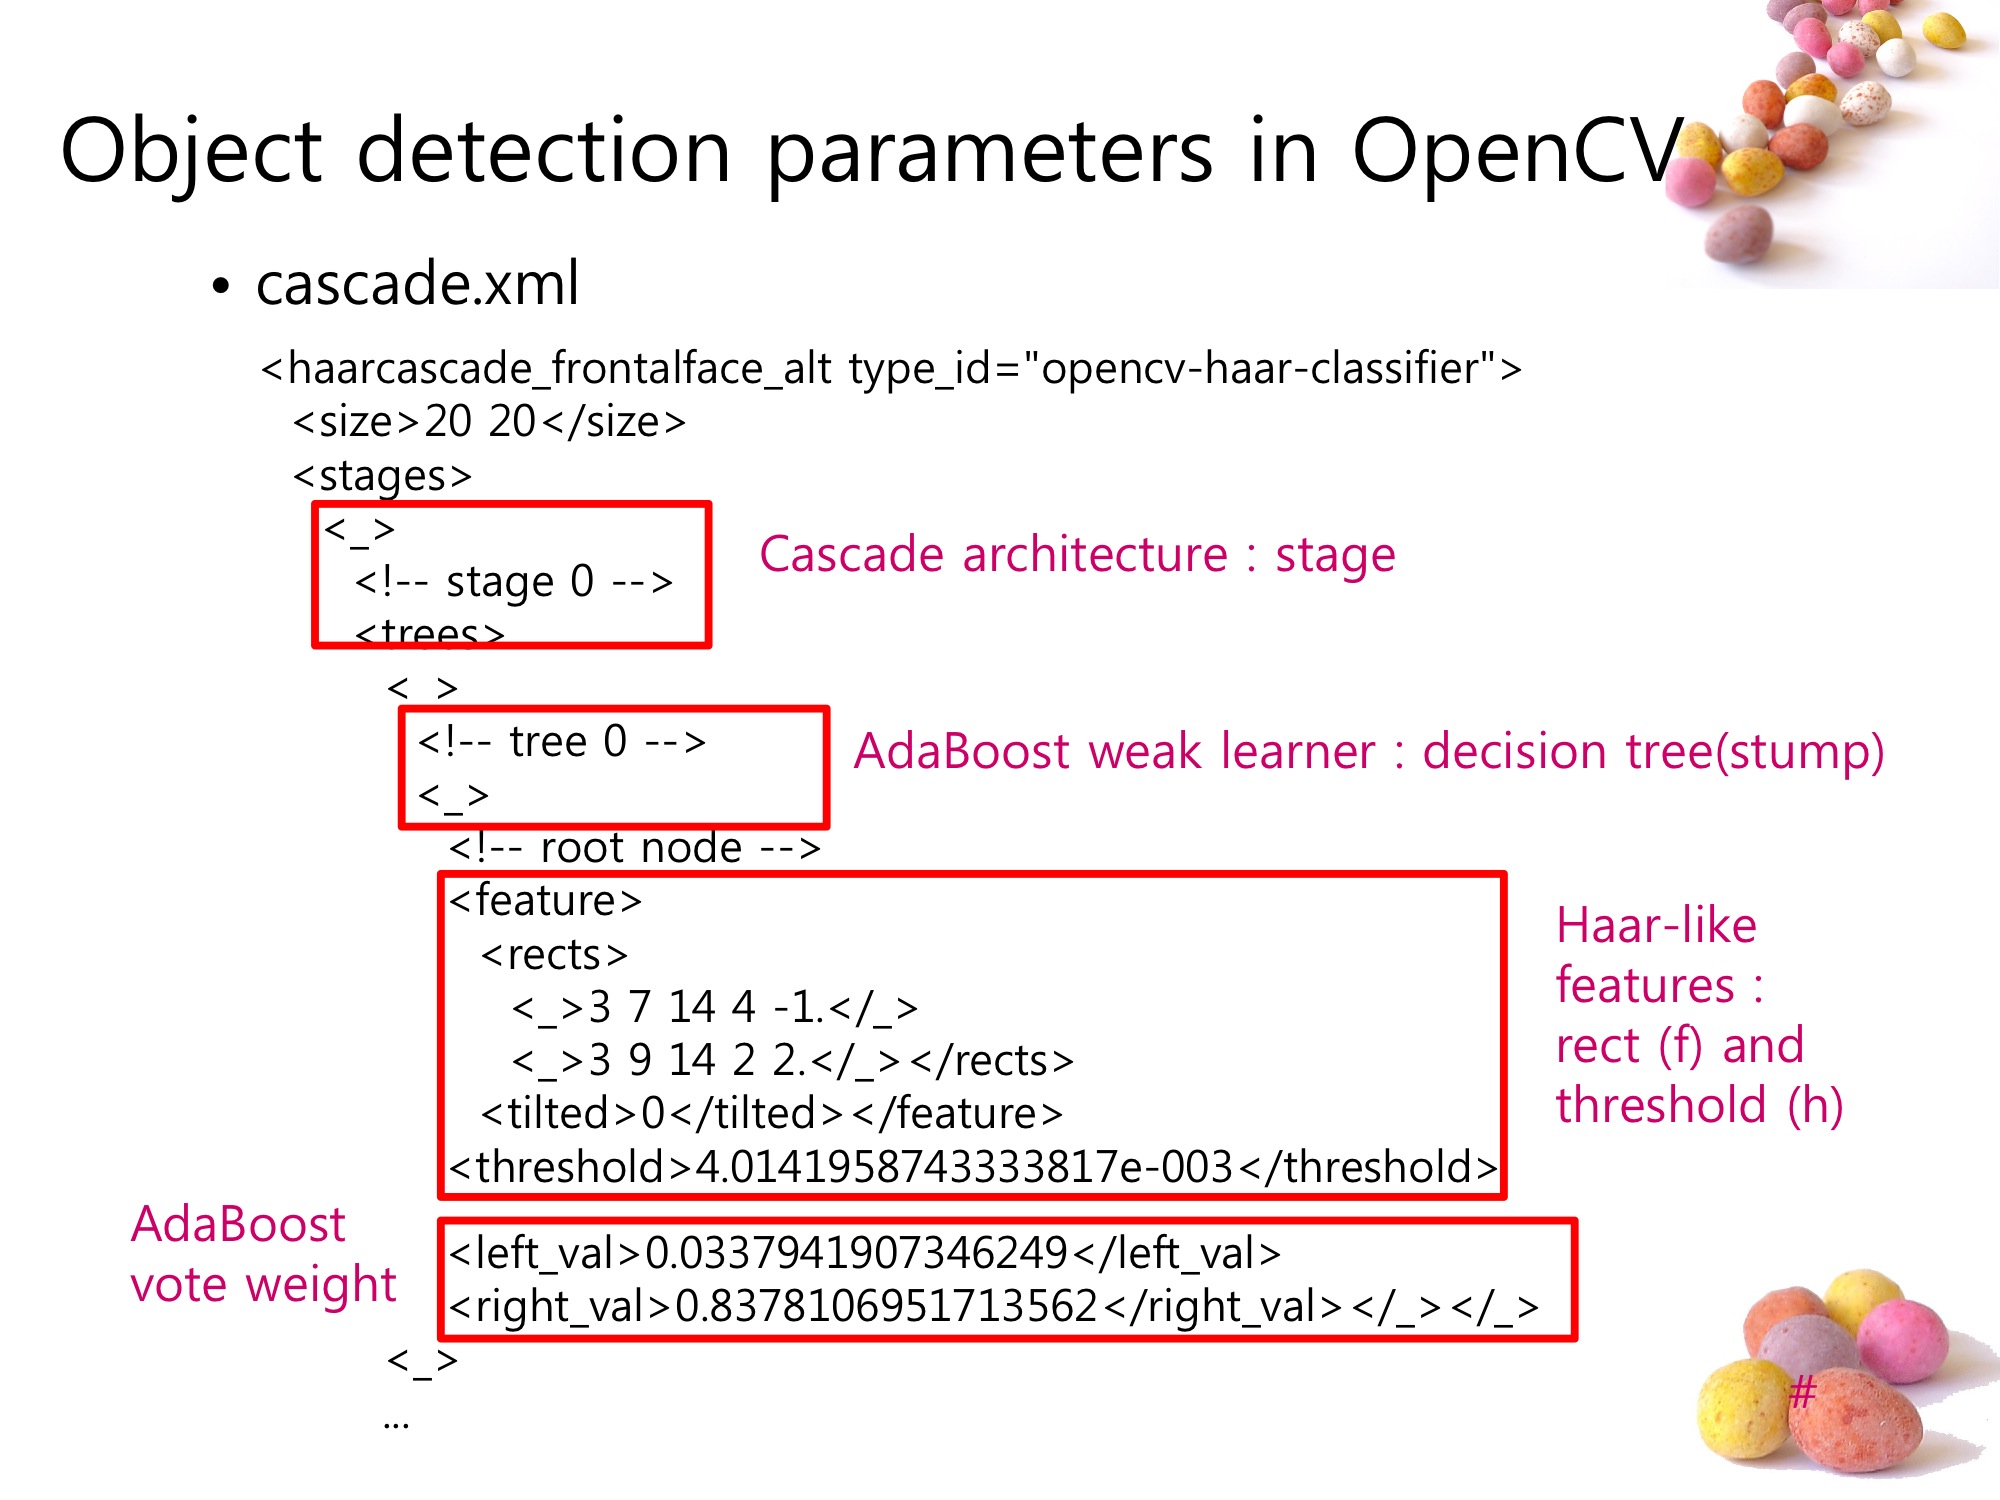 Object detection parameters in OpenCV
• cascade.xml
<haarcascade_frontalface_alt type_id="opencv-haar-classifier">
<size>20 20</size>
<stages>
<_>
<!-- stage 0 -->
<trees>
Cascade architecture : stage
<_>
<!-- tree 0 -->
<_>
AdaBoost weak learner : decision tree(stump)
<!-- root node -->
<feature>
<rects>
<_>3 7 14 4 -1.</_>
<_>3 9 14 2 2.</_></rects>
<tilted>0</tilted></feature>
<threshold>4.0141958743333817e-003</threshold>
Haar-like
features :
rect (f) and
threshold (h)
AdaBoost
vote weight
<left_val>0.0337941907346249</left_val>
<right_val>0.8378106951713562</right_val></_></_>
<_>
...
#